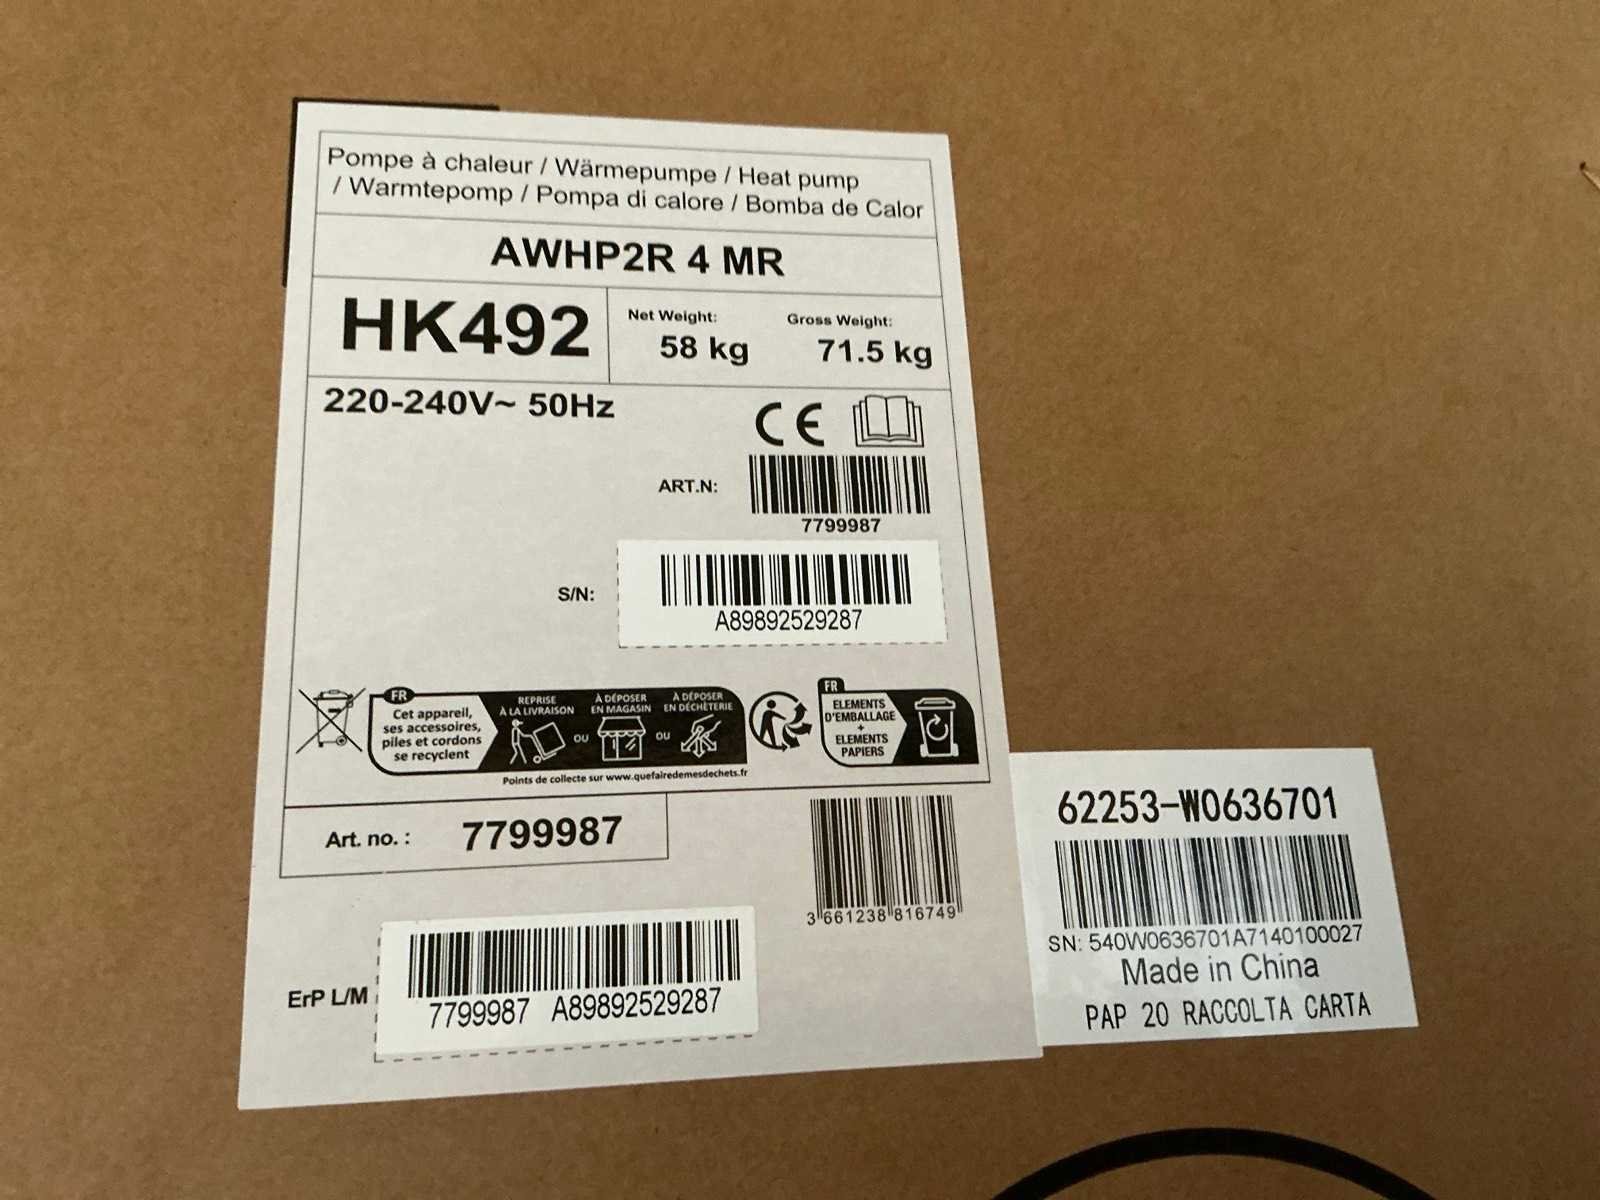 Pompe à chaleur / Wärmepumpe / Heat pump
/ Warmtepomp / Pompa di calore / Bomba de Calor
AWHP2R 4 MR
HK492
Net Weight:
58 kg
Gross Weight:
71.5 kg
220-240V~ 50Hz
CE
ART.N:
7799987
S/N:
A89892529287
FR
Cet appareil,
ses accessoires,
piles et cordons
se recyclent
REPRISE
À LA LIVRAISON
OU
À DÉPOSER
EN MAGASIN
OU
À DÉPOSER
EN DÉCHÈTERIE
Points de collecte sur www.quefairedemesdechets.fr
FR
ELEMENTS
D'EMBALLAGE
+
ELEMENTS
PAPIERS
Art. no. :
7799987
3 661238 816749
ErP L/M
7799987 A89892529287
62253-W0636701
SN: 540W0636701A7140100027
Made in China
PAP 20 RACCOLTA CARTA